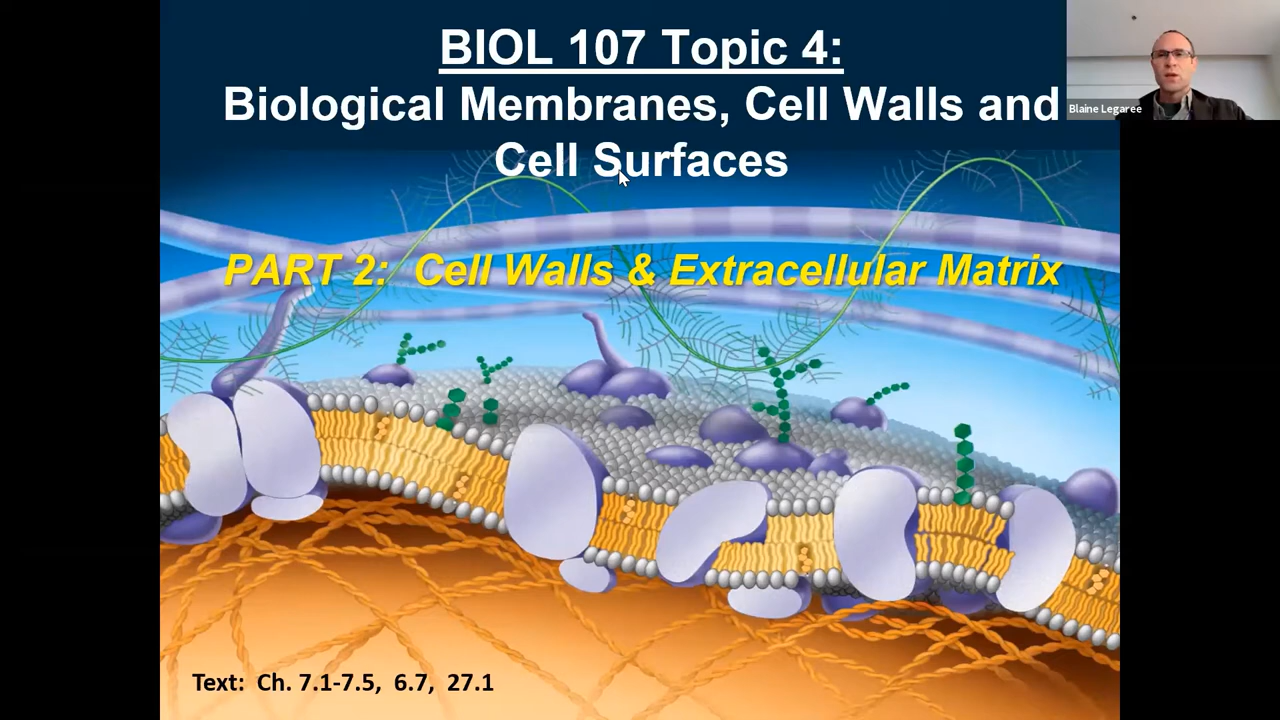 BIOL 107 Topic 4:
Biological Membranes, Cell Walls and
Cell Surfaces
Blaine Legaree
PART 2: Cell Walls & Extracellular Matrix
Text: Ch. 7.1-7.5, 6.7, 27.1